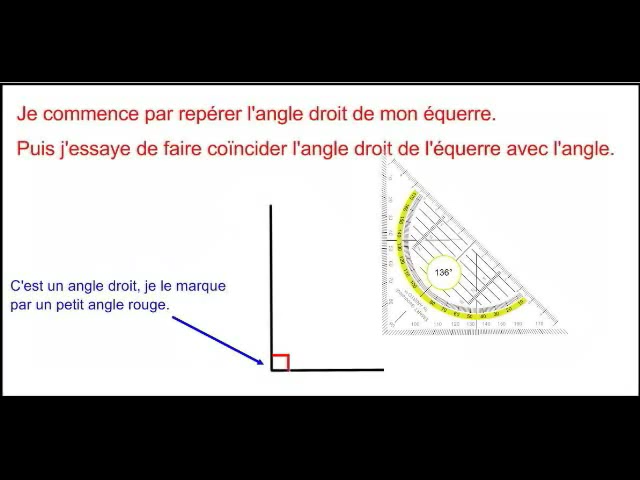 Je commence par repérer l'angle droit de mon équerre.
Puis j'essaye de faire coïncider l'angle droit de l'équerre avec l'angle.
C'est un angle droit, je le marque
par un petit angle rouge.
136°